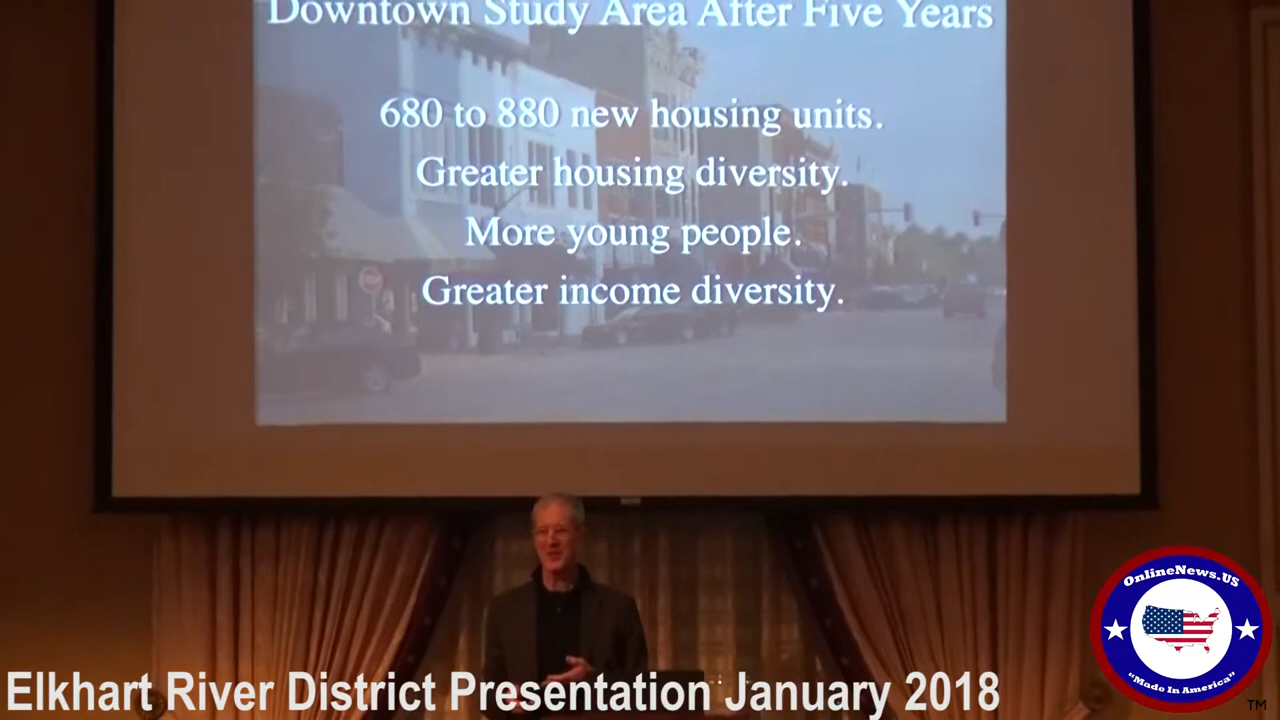 Downtown Study Area After Five Years
680 to 880 new housing units.
Greater housing diversity.
More young people.
Greater income diversity.
OnlineNews.US
"Made In America"
TM
Elkhart River District Presentation January 2018